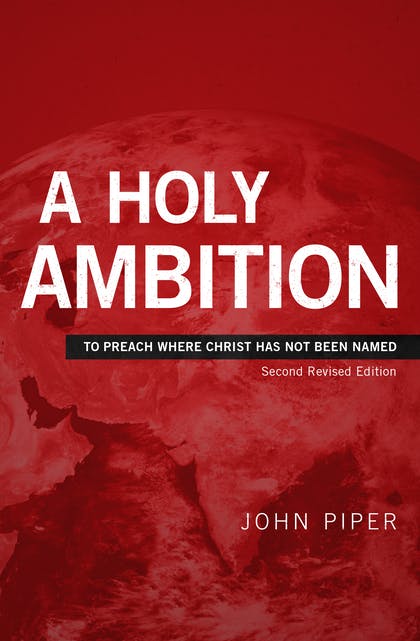 A HOLY
AMBITION
TO PREACH WHERE CHRIST HAS NOT BEEN NAMED
Second Revised Edition
JOHN PIPER